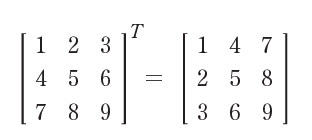 [ 1 2 3 ]T   [ 1 4 7 ]
[ 4 5 6 ] = [ 2 5 8 ]
[ 7 8 9 ]   [ 3 6 9 ]